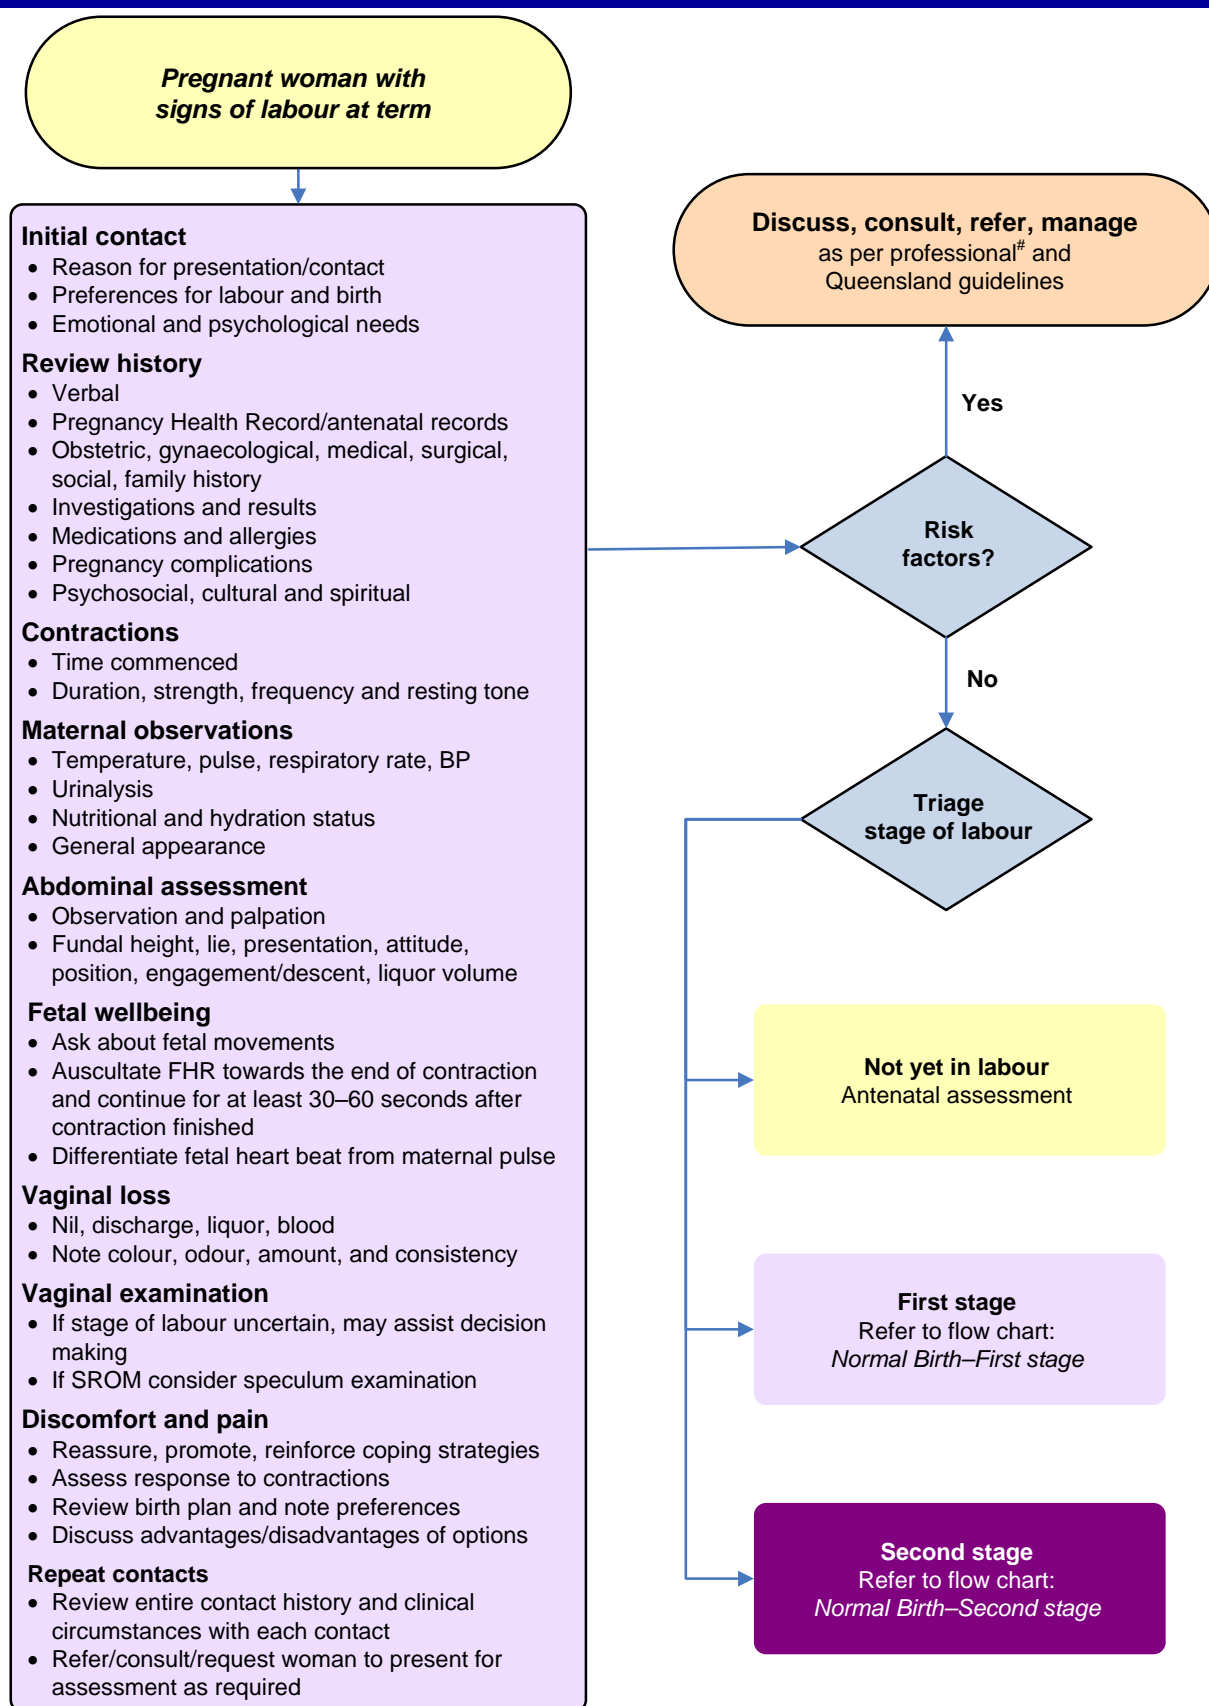 Pregnant woman with
signs of labour at term
Initial contact
• Reason for presentation/contact
• Preferences for labour and birth
• Emotional and psychological needs
Review history
• Verbal
• Pregnancy Health Record/antenatal records
• Obstetric, gynaecological, medical, surgical,
social, family history
• Investigations and results
• Medications and allergies
• Pregnancy complications
• Psychosocial, cultural and spiritual
Contractions
• Time commenced
• Duration, strength, frequency and resting tone
Maternal observations
• Temperature, pulse, respiratory rate, BP
• Urinalysis
• Nutritional and hydration status
• General appearance
Abdominal assessment
• Observation and palpation
• Fundal height, lie, presentation, attitude,
position, engagement/descent, liquor volume
Fetal wellbeing
• Ask about fetal movements
• Auscultate FHR towards the end of contraction
and continue for at least 30–60 seconds after
contraction finished
• Differentiate fetal heart beat from maternal pulse
Vaginal loss
• Nil, discharge, liquor, blood
• Note colour, odour, amount, and consistency
Vaginal examination
• If stage of labour uncertain, may assist decision
making
• If SROM consider speculum examination
Discomfort and pain
• Reassure, promote, reinforce coping strategies
• Assess response to contractions
• Review birth plan and note preferences
• Discuss advantages/disadvantages of options
Repeat contacts
• Review entire contact history and clinical
circumstances with each contact
• Refer/consult/request woman to present for
assessment as required
Discuss, consult, refer, manage
as per professional# and
Queensland guidelines
Yes
Risk
factors?
No
Triage
stage of labour
Not yet in labour
Antenatal assessment
First stage
Refer to flow chart:
Normal Birth–First stage
Second stage
Refer to flow chart:
Normal Birth–Second stage